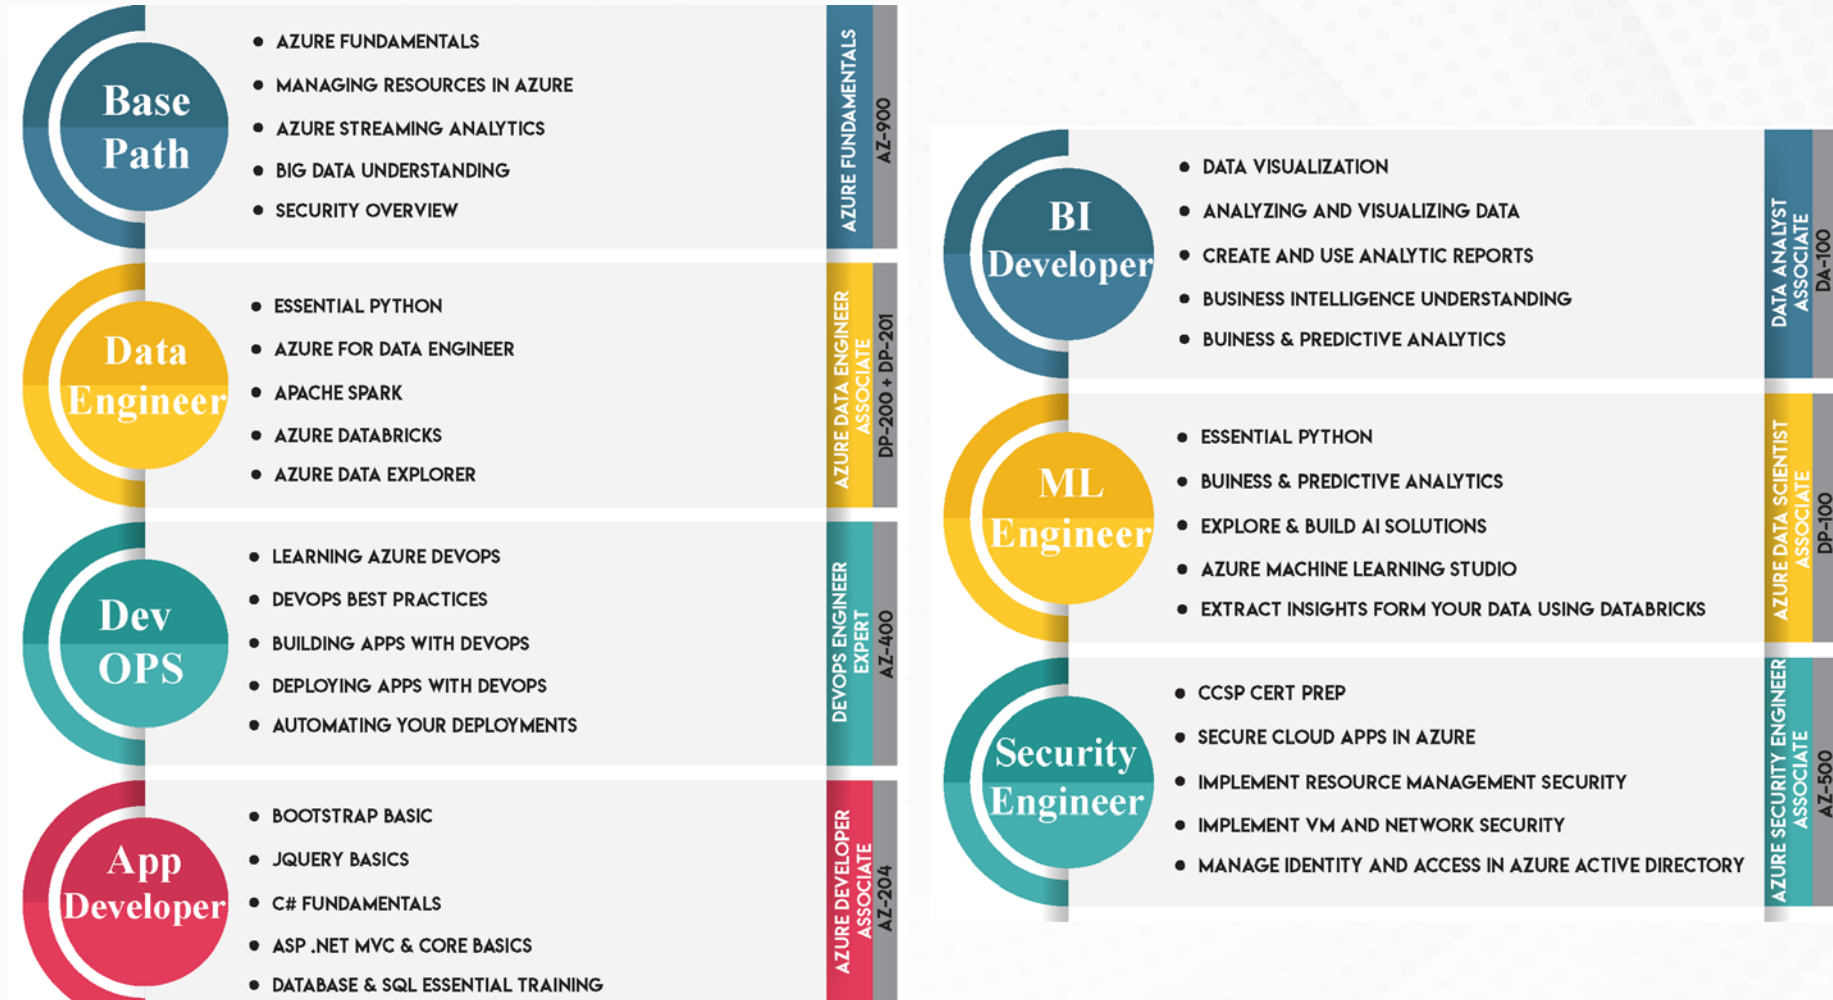 Base
Path
AZURE FUNDAMENTALS
MANAGING RESOURCES IN AZURE
AZURE STREAMING ANALYTICS
BIG DATA UNDERSTANDING
SECURITY OVERVIEW
AZURE FUNDAMENTALS
AZ-900
Data
Engineer
ESSENTIAL PYTHON
AZURE FOR DATA ENGINEER
APACHE SPARK
AZURE DATABRICKS
AZURE DATA EXPLORER
AZURE DATA ENGINEER
ASSOCIATE
DP-200 + DP-201
Dev
OPS
LEARNING AZURE DEVOPS
DEVOPS BEST PRACTICES
BUILDING APPS WITH DEVOPS
DEPLOYING APPS WITH DEVOPS
AUTOMATING YOUR DEPLOYMENTS
DEVOPS ENGINEER
EXPERT
AZ-400
App
Developer
BOOTSTRAP BASIC
JQUERY BASICS
C# FUNDAMENTALS
ASP .NET MVC & CORE BASICS
DATABASE & SQL ESSENTIAL TRAINING
AZURE DEVELOPER
ASSOCIATE
AZ-204
BI
Developer
DATA VISUALIZATION
ANALYZING AND VISUALIZING DATA
CREATE AND USE ANALYTIC REPORTS
BUSINESS INTELLIGENCE UNDERSTANDING
BUINESS & PREDICTIVE ANALYTICS
DATA ANALYST
ASSOCIATE
DA-100
ML
Engineer
ESSENTIAL PYTHON
BUINESS & PREDICTIVE ANALYTICS
EXPLORE & BUILD AI SOLUTIONS
AZURE MACHINE LEARNING STUDIO
EXTRACT INSIGHTS FORM YOUR DATA USING DATABRICKS
AZURE DATA SCIENTIST
ASSOCIATE
DP-100
Security
Engineer
CCSP CERT PREP
SECURE CLOUD APPS IN AZURE
IMPLEMENT RESOURCE MANAGEMENT SECURITY
IMPLEMENT VM AND NETWORK SECURITY
MANAGE IDENTITY AND ACCESS IN AZURE ACTIVE DIRECTORY
AZURE SECURITY ENGINEER
ASSOCIATE
AZ-500